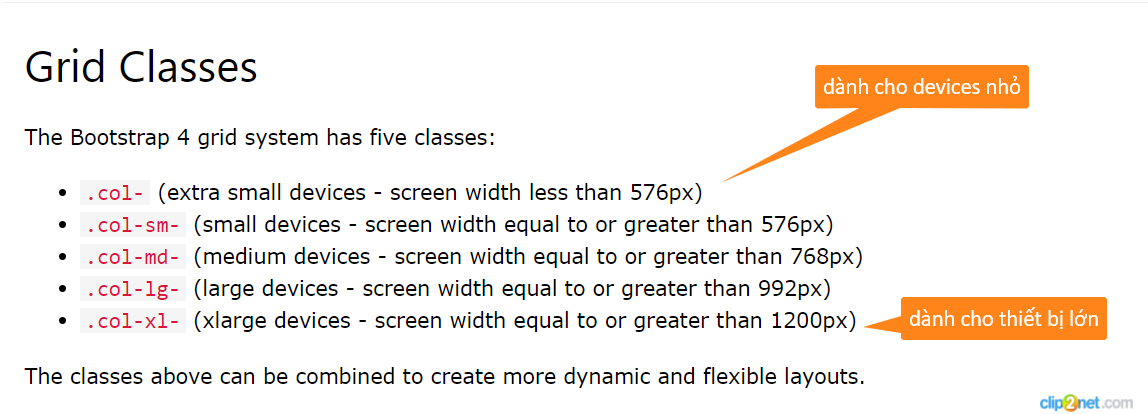 Grid Classes
dành cho devices nhỏ
The Bootstrap 4 grid system has five classes:
.col- (extra small devices - screen width less than 576px)
.col-sm- (small devices - screen width equal to or greater than 576px)
.col-md- (medium devices - screen width equal to or greater than 768px)
.col-lg- (large devices - screen width equal to or greater than 992px)
.col-xl- (xlarge devices - screen width equal to or greater than 1200px)
dành cho thiết bị lớn
The classes above can be combined to create more dynamic and flexible layouts.
clip2net.com